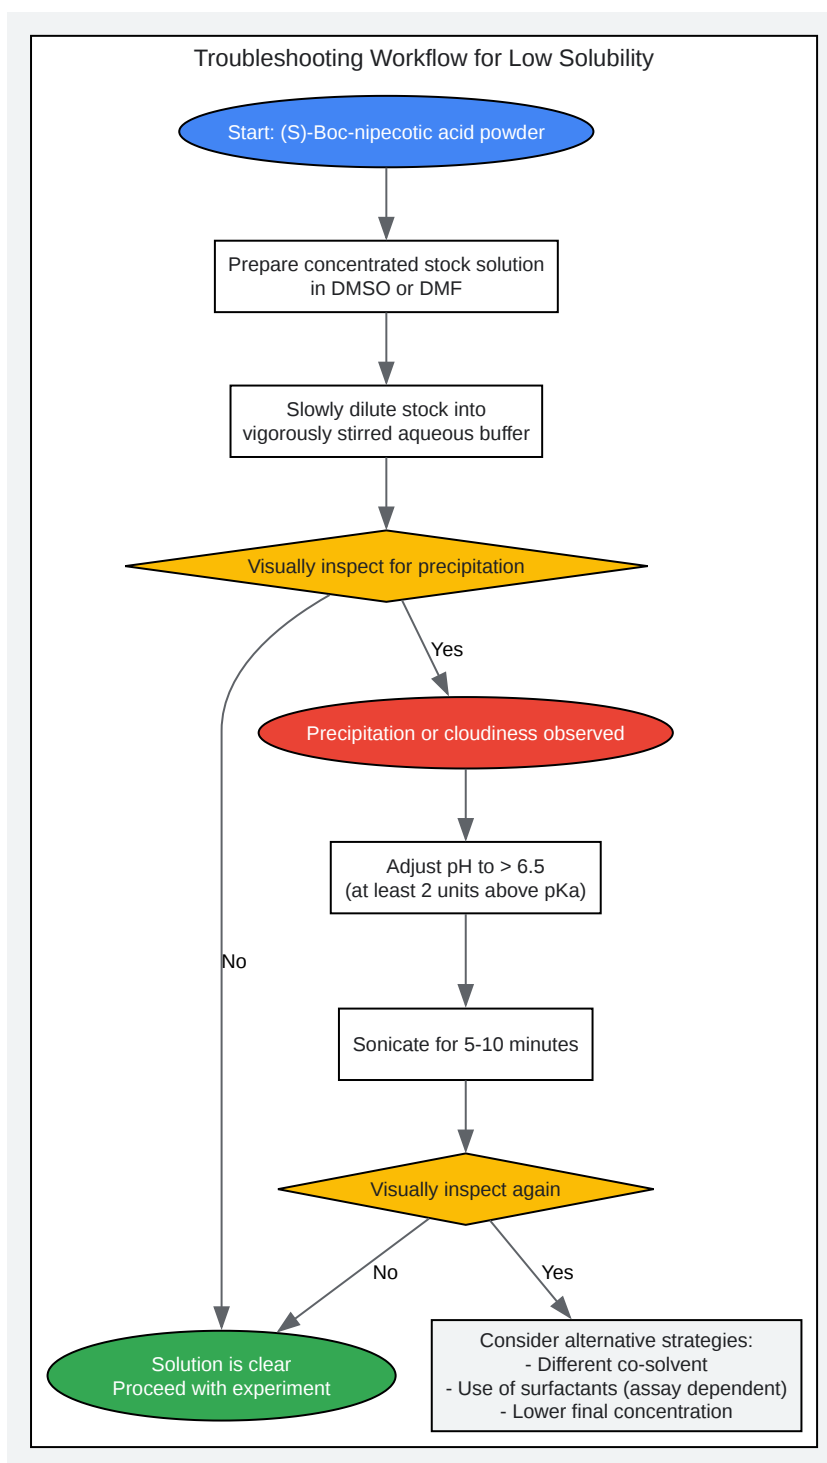 Troubleshooting Workflow for Low Solubility
Start: (S)-Boc-nipecotic acid powder
Prepare concentrated stock solution
in DMSO or DMF
Slowly dilute stock into
vigorously stirred aqueous buffer
Visually inspect for precipitation
Yes
Precipitation or cloudiness observed
Adjust pH to > 6.5
(at least 2 units above pKa)
No
Sonicate for 5-10 minutes
Visually inspect again
No
Yes
Solution is clear
Proceed with experiment
Consider alternative strategies:
- Different co-solvent
- Use of surfactants (assay dependent)
- Lower final concentration